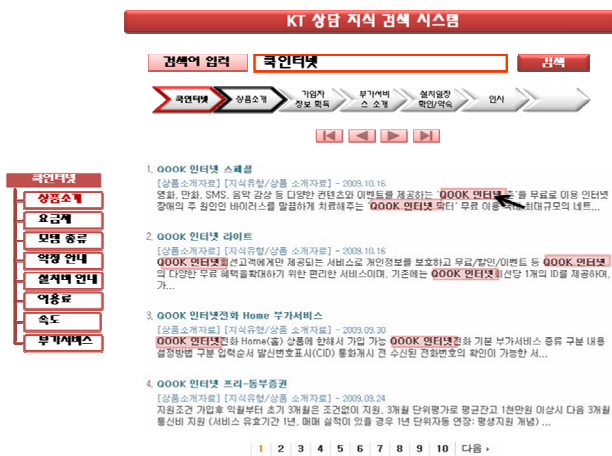 KT 상담 지식 검색 시스템
검색어 입력
쿡인터넷
검색
쿡인터넷
상품소개
가입자
정보 획득
부가서비
스 소개
설치일정
확인/약속
인사
쿡인터넷
상품소개
요금제
모뎀 종류
약정 안내
설치비 안내
이용료
속도
부가서비스
1. QOOK 인터넷 스페셜
[상품소개자료] [지식유형/상품 소개자료] - 2009.10.16
영화, 만화, SMS, 음악 감상 등 다양한 컨텐츠와 이벤트를 제공하는 'QOOK 인터넷 존'를 무료로 이용 인터넷
장애의 주 원인인 바이러스를 말끔하게 치료해주는 'QOOK 인터넷 닥터' 무료 이용 국내 최대규모의 네트...
2. QOOK 인터넷 라이트
[상품소개자료] [지식유형/상품 소개자료] - 2009.10.16
QOOK 인터넷회선고객에게만 제공되는 서비스로 개인정보를 보호하고 무료/할인/이벤트 등 QOOK 인터넷
의 다양한 무료 혜택을확대하기 위한 편리한 서비스이며, 기존에는 QOOK 인터넷회선당 1개의 ID를 제공하며,
가...
3. QOOK 인터넷전화 Home 부가서비스
[상품소개자료] [지식유형/상품 소개자료] - 2009.09.30
QOOK 인터넷전화 Home(홈) 상품에 한해서 가입 가능 QOOK 인터넷전화 기본 부가서비스 종류 구분 내용
설정방법 구분 입력순서 발신번호표시(CID) 통화개시 전 수신된 전화번호의 확인이 가능한 서...
4. QOOK 인터넷 프리-동부증권
[상품소개자료] [지식유형/상품 소개자료] - 2009.09.24
지원조건 가입후 익월부터 초기 3개월은 조건없이 지원, 3개월 단위평가로 평균잔고 1천만원 이상시 다음 3개월
통신비 지원 (서비스 유효기간 1년, 매매 실적이 있을 경우 1년 단위자동 연장: 평생지원 개념) ...
1 2 3 4 5 6 7 8 9 10 다음